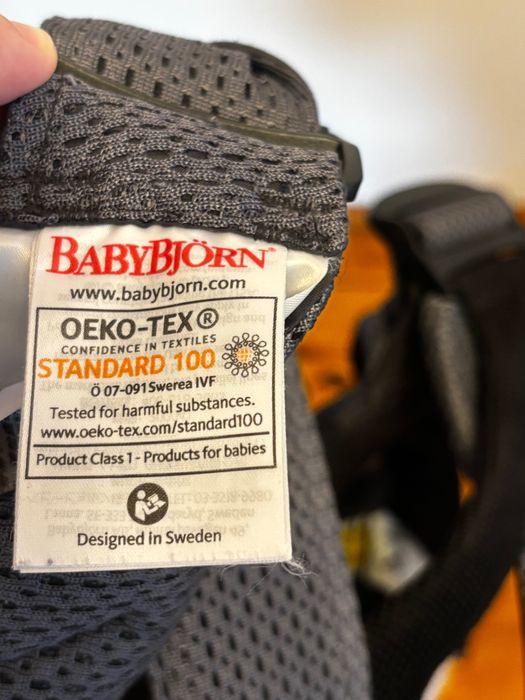 BABYBJÖRN
www.babybjorn.com
OEKO-TEX®
CONFIDENCE IN TEXTILES
STANDARD 100
Ö 07-091 Swerea IVF
Tested for harmful substances.
www.oeko-tex.com/standard100
Product Class 1 - Products for babies
Designed in Sweden